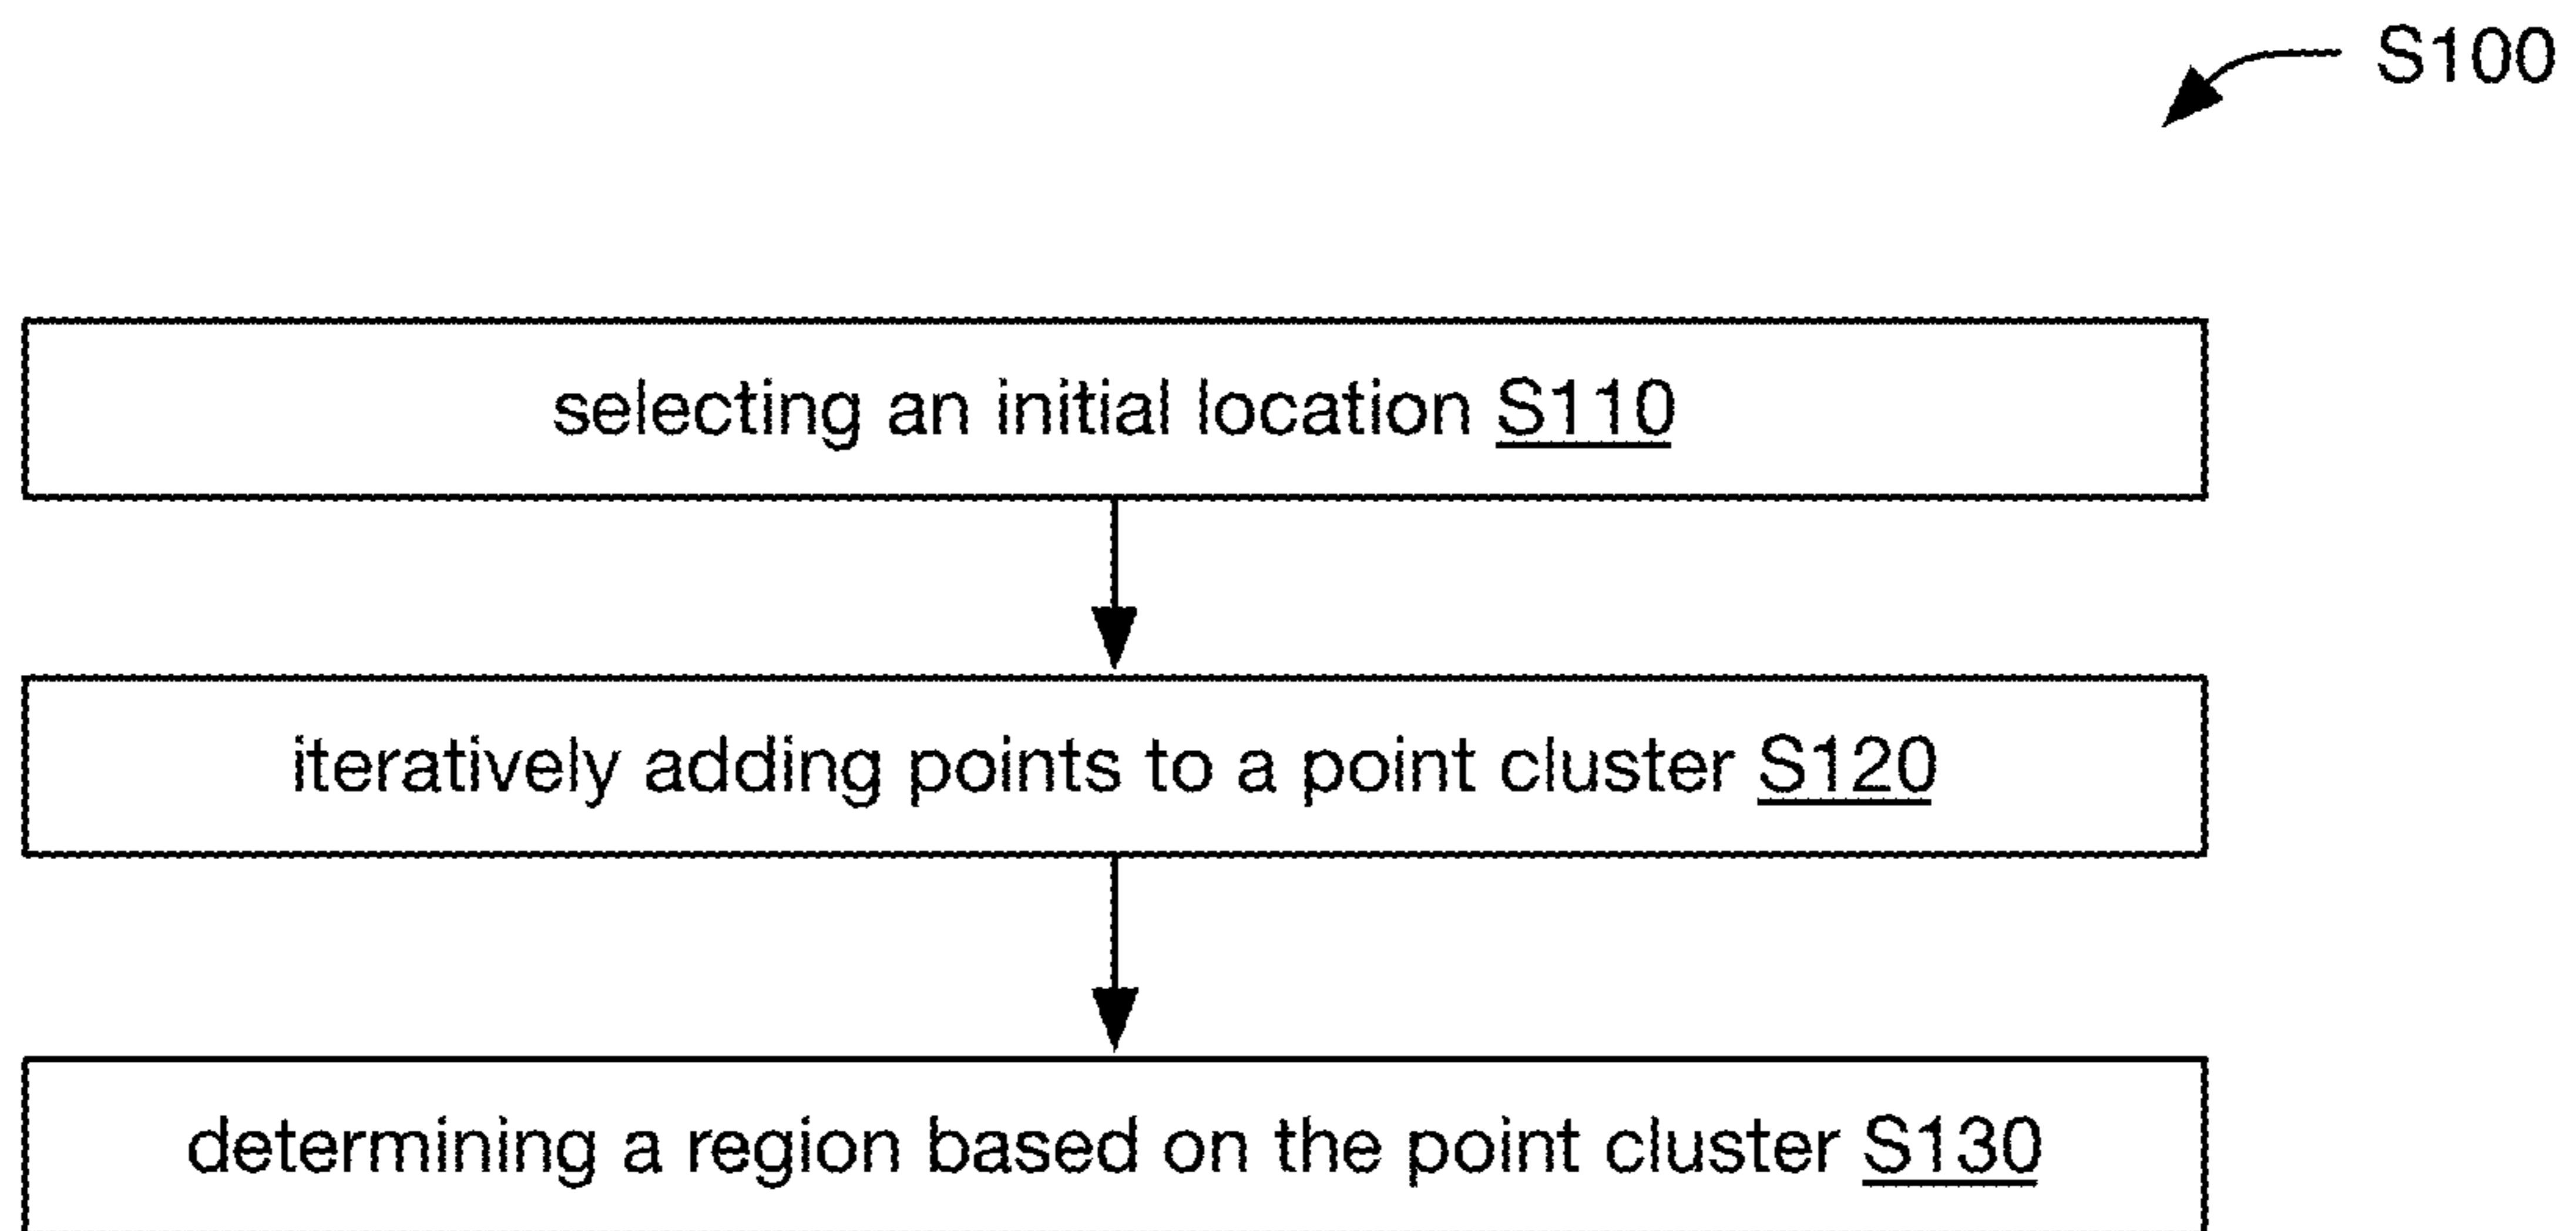 S100
selecting an initial location S110
iteratively adding points to a point cluster S120
determining a region based on the point cluster S130